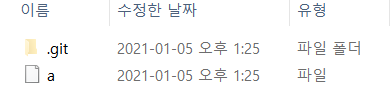 이름 수정한 날짜 유형
.git 2021-01-05 오후 1:25 파일 폴더
a 2021-01-05 오후 1:25 파일